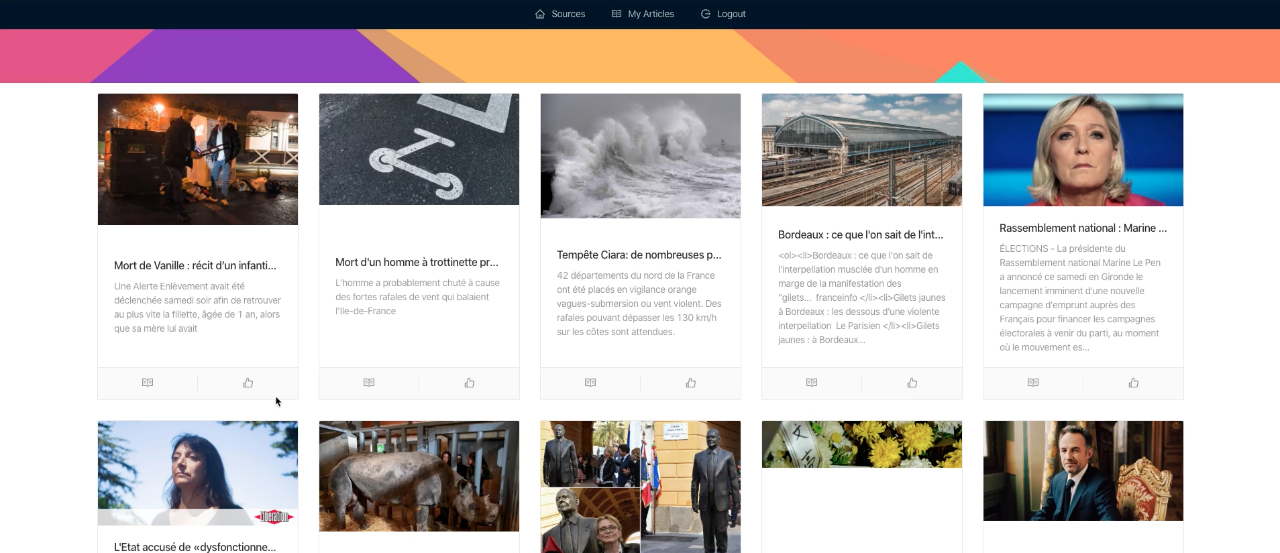 Sources
My Articles
Logout
Mort de Vanille : récit d'un infanti...
Une Alerte Enlèvement avait été
déclenchée samedi soir afin de retrouver
au plus vite la fillette, âgée de 1 an, alors
que sa mère lui avait
Mort d'un homme à trottinette pr...
L'homme a probablement chuté à cause
des fortes rafales de vent qui balaient
l'Ile-de-France
Tempête Ciara: de nombreuses p...
42 départements du nord de la France
ont été placés en vigilance orange
vagues-submersion ou vent violent. Des
rafales pouvant dépasser les 130 km/h
sur les côtes sont attendues.
Bordeaux : ce que l'on sait de l'int...
<ol><li>Bordeaux : ce que l'on sait de
l'interpellation musclée d'un homme en
marge de la manifestation des
"gilets... franceinfo </li><li>Gilets jaunes
à Bordeaux : les dessous d'une violente
interpellation Le Parisien </li><li>Gilets
jaunes : à Bordeaux...
Rassemblement national : Marine ...
ÉLECTIONS - La présidente du
Rassemblement national Marine Le Pen
a annoncé ce samedi en Gironde le
lancement imminent d'une nouvelle
campagne d'emprunt auprès des
Français pour financer les campagnes
électorales à venir du parti, au moment
où le mouvement es...
Libération
L'Etat accusé de «dysfonctionne...